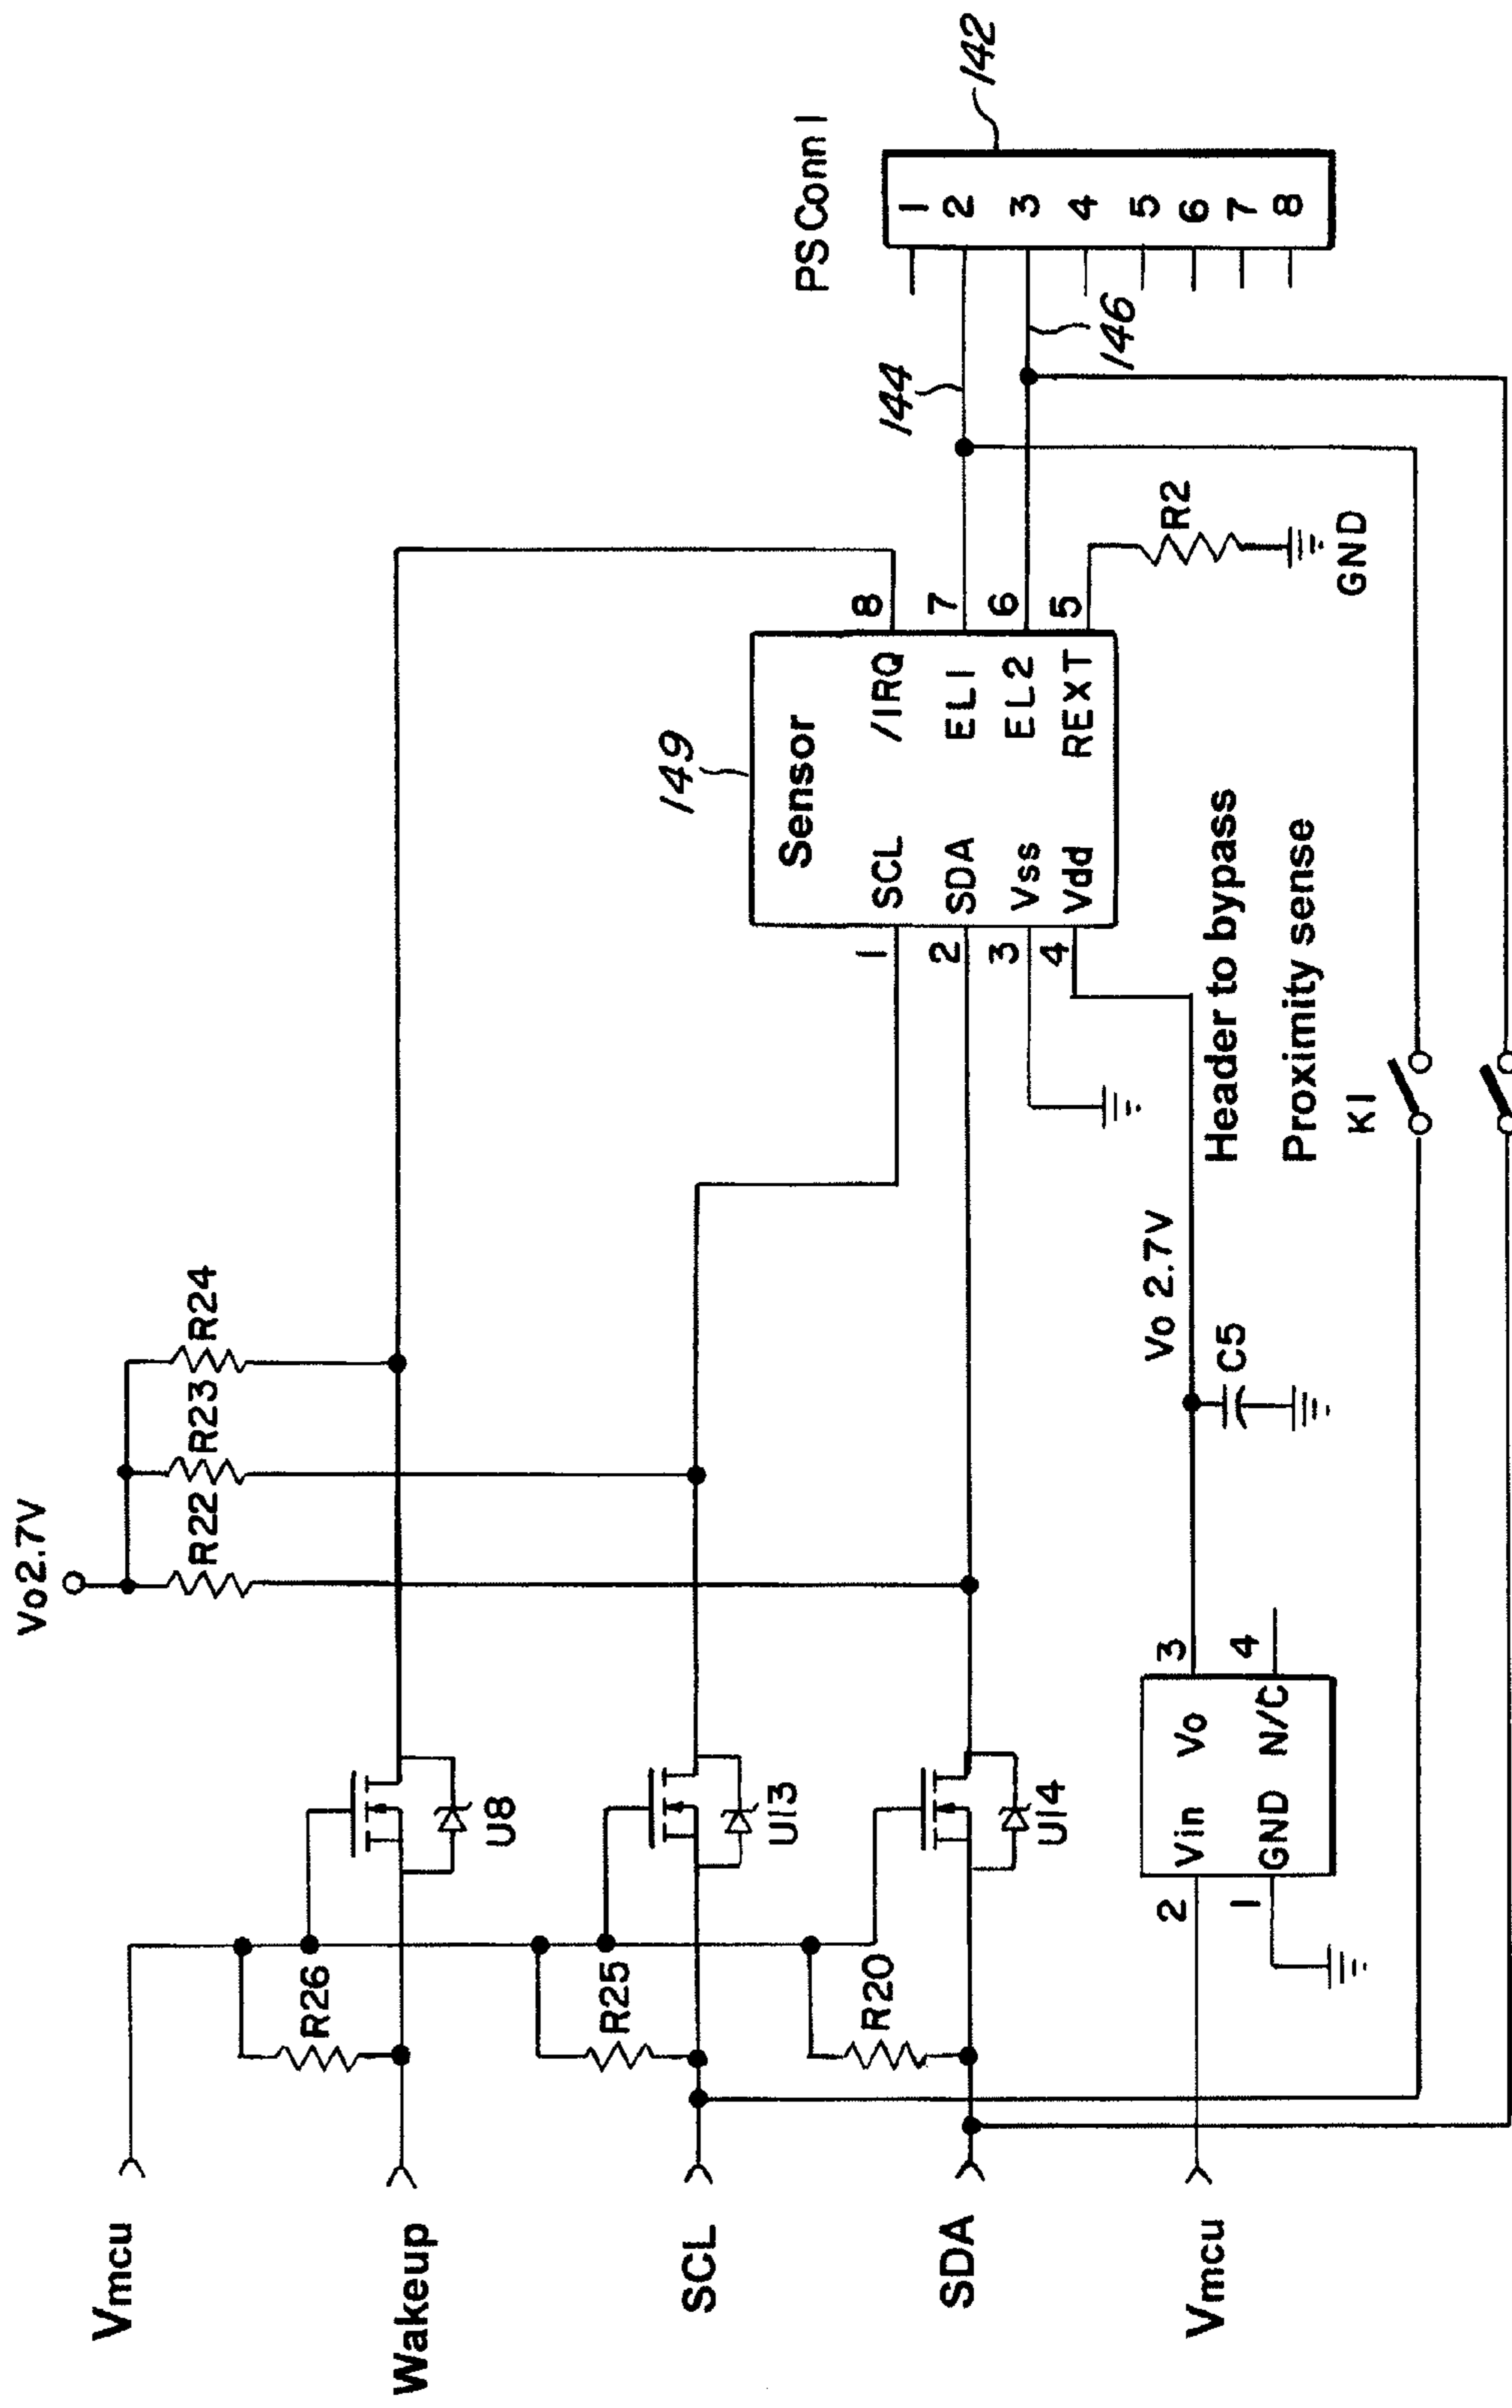 Vmcu
Wakeup
SCL
SDA
Vmcu
R26
R25
R20
U8
U13
U14
Vo2.7V
R22
R23
R24
2
1
Vin
Vo
GND
N/C
3
4
Vo 2.7V
C5
Header to bypass
Proximity sense
K1
149
Sensor
SCL
/IRQ
SDA
EL1
Vss
EL2
Vdd
REXT
1
2
3
4
8
7
6
5
R2
GND
144
146
PSConn1
1
2
3
4
5
6
7
8
142